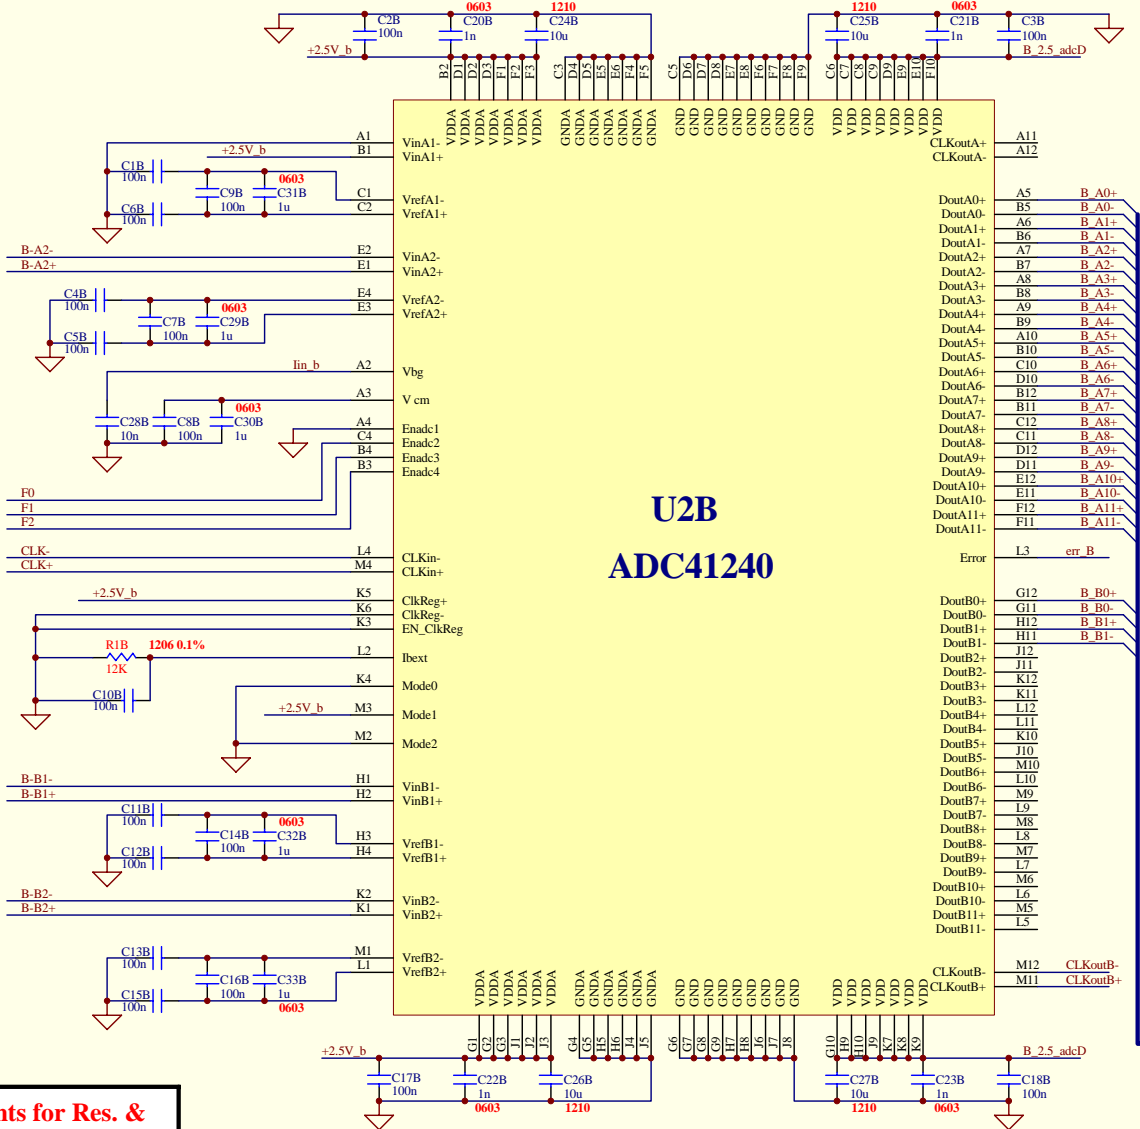 0603 1210 1210 0603
C2B C20B C24B C25B C21B C3B
100n 1n 10u 10u 1n 100n
+2.5V_b B_2.5_adcD
B2 D1 D2 D3 F1 F2 F3 C3 D4 D5 E5 E6 F4 F5 C5 D6 D7 D8 E7 E8 F6 F7 F8 F9 C6 C7 C8 C9 D9 E9 E10 F10
VDDA VDDA VDDA VDDA VDDA VDDA VDDA GNDA GNDA GNDA GNDA GNDA GNDA GNDA GND GND GND GND GND GND GND GND GND GND VDD VDD VDD VDD VDD VDD VDD VDD
A1 VinA1-
+2.5V_b B1 VinA1+
C1B
100n
0603
C9B C31B
100n 1u
C1 VrefA1-
C2 VrefA1+
C6B
100n
B-A2- E2 VinA2-
B-A2+ E1 VinA2+
C4B
100n
0603
C7B C29B
100n 1u
E4 VrefA2-
E3 VrefA2+
C5B
100n
Iin_b A2 Vbg
A3 V cm
0603
C28B C8B C30B
10n 100n 1u
A4 Enadc1
C4 Enadc2
B4 Enadc3
B3 Enadc4
F0
F1
F2
CLK- L4 CLKin-
CLK+ M4 CLKin+
+2.5V_b K5 ClkReg+
K6 ClkReg-
K3 EN_ClkReg
R1B 1206 0.1%
12K
L2 Ibext
C10B
100n
K4 Mode0
+2.5V_b M3 Mode1
M2 Mode2
B-B1- H1 VinB1-
B-B1+ H2 VinB1+
C11B
100n
0603
C14B C32B
100n 1u
H3 VrefB1-
H4 VrefB1+
C12B
100n
B-B2- K2 VinB2-
B-B2+ K1 VinB2+
C13B
100n
M1 VrefB2-
L1 VrefB2+
C16B C33B
100n 1u
0603
C15B
100n
U2B
ADC41240
CLKoutA+ A11
CLKoutA- A12
DoutA0+ A5 B_A0+
DoutA0- B5 B_A0-
DoutA1+ A6 B_A1+
DoutA1- B6 B_A1-
DoutA2+ A7 B_A2+
DoutA2- B7 B_A2-
DoutA3+ A8 B_A3+
DoutA3- B8 B_A3-
DoutA4+ A9 B_A4+
DoutA4- B9 B_A4-
DoutA5+ A10 B_A5+
DoutA5- B10 B_A5-
DoutA6+ C10 B_A6+
DoutA6- D10 B_A6-
DoutA7+ B12 B_A7+
DoutA7- B11 B_A7-
DoutA8+ C12 B_A8+
DoutA8- C11 B_A8-
DoutA9+ D12 B_A9+
DoutA9- D11 B_A9-
DoutA10+ E12 B_A10+
DoutA10- E11 B_A10-
DoutA11+ F12 B_A11+
DoutA11- F11 B_A11-
Error L3 err_B
DoutB0+ G12 B_B0+
DoutB0- G11 B_B0-
DoutB1+ H12 B_B1+
DoutB1- H11 B_B1-
DoutB2+ J12
DoutB2- J11
DoutB3+ K12
DoutB3- K11
DoutB4+ L12
DoutB4- L11
DoutB5+ K10
DoutB5- J10
DoutB6+ M10
DoutB6- L10
DoutB7+ M9
DoutB7- L9
DoutB8+ M8
DoutB8- L8
DoutB9+ M7
DoutB9- L7
DoutB10+ M6
DoutB10- L6
DoutB11+ M5
DoutB11- L5
CLKoutB- M12 CLKoutB-
CLKoutB+ M11 CLKoutB+
VDDA VDDA VDDA VDDA VDDA VDDA GNDA GNDA GNDA GNDA GNDA GNDA GND GND GND GND GND GND GND GND GND VDD VDD VDD VDD VDD VDD VDD
G1 G2 G3 J1 J2 J3 G4 G5 H5 H6 J4 J5 G6 G7 G8 G9 H7 H8 J6 J7 J8 G10 H9 H10 J9 K7 K8 K9
+2.5V_b B_2.5_adcD
C17B C22B C26B C27B C23B C18B
100n 1n 10u 10u 1n 100n
0603 1210 1210 0603
nts for Res. &